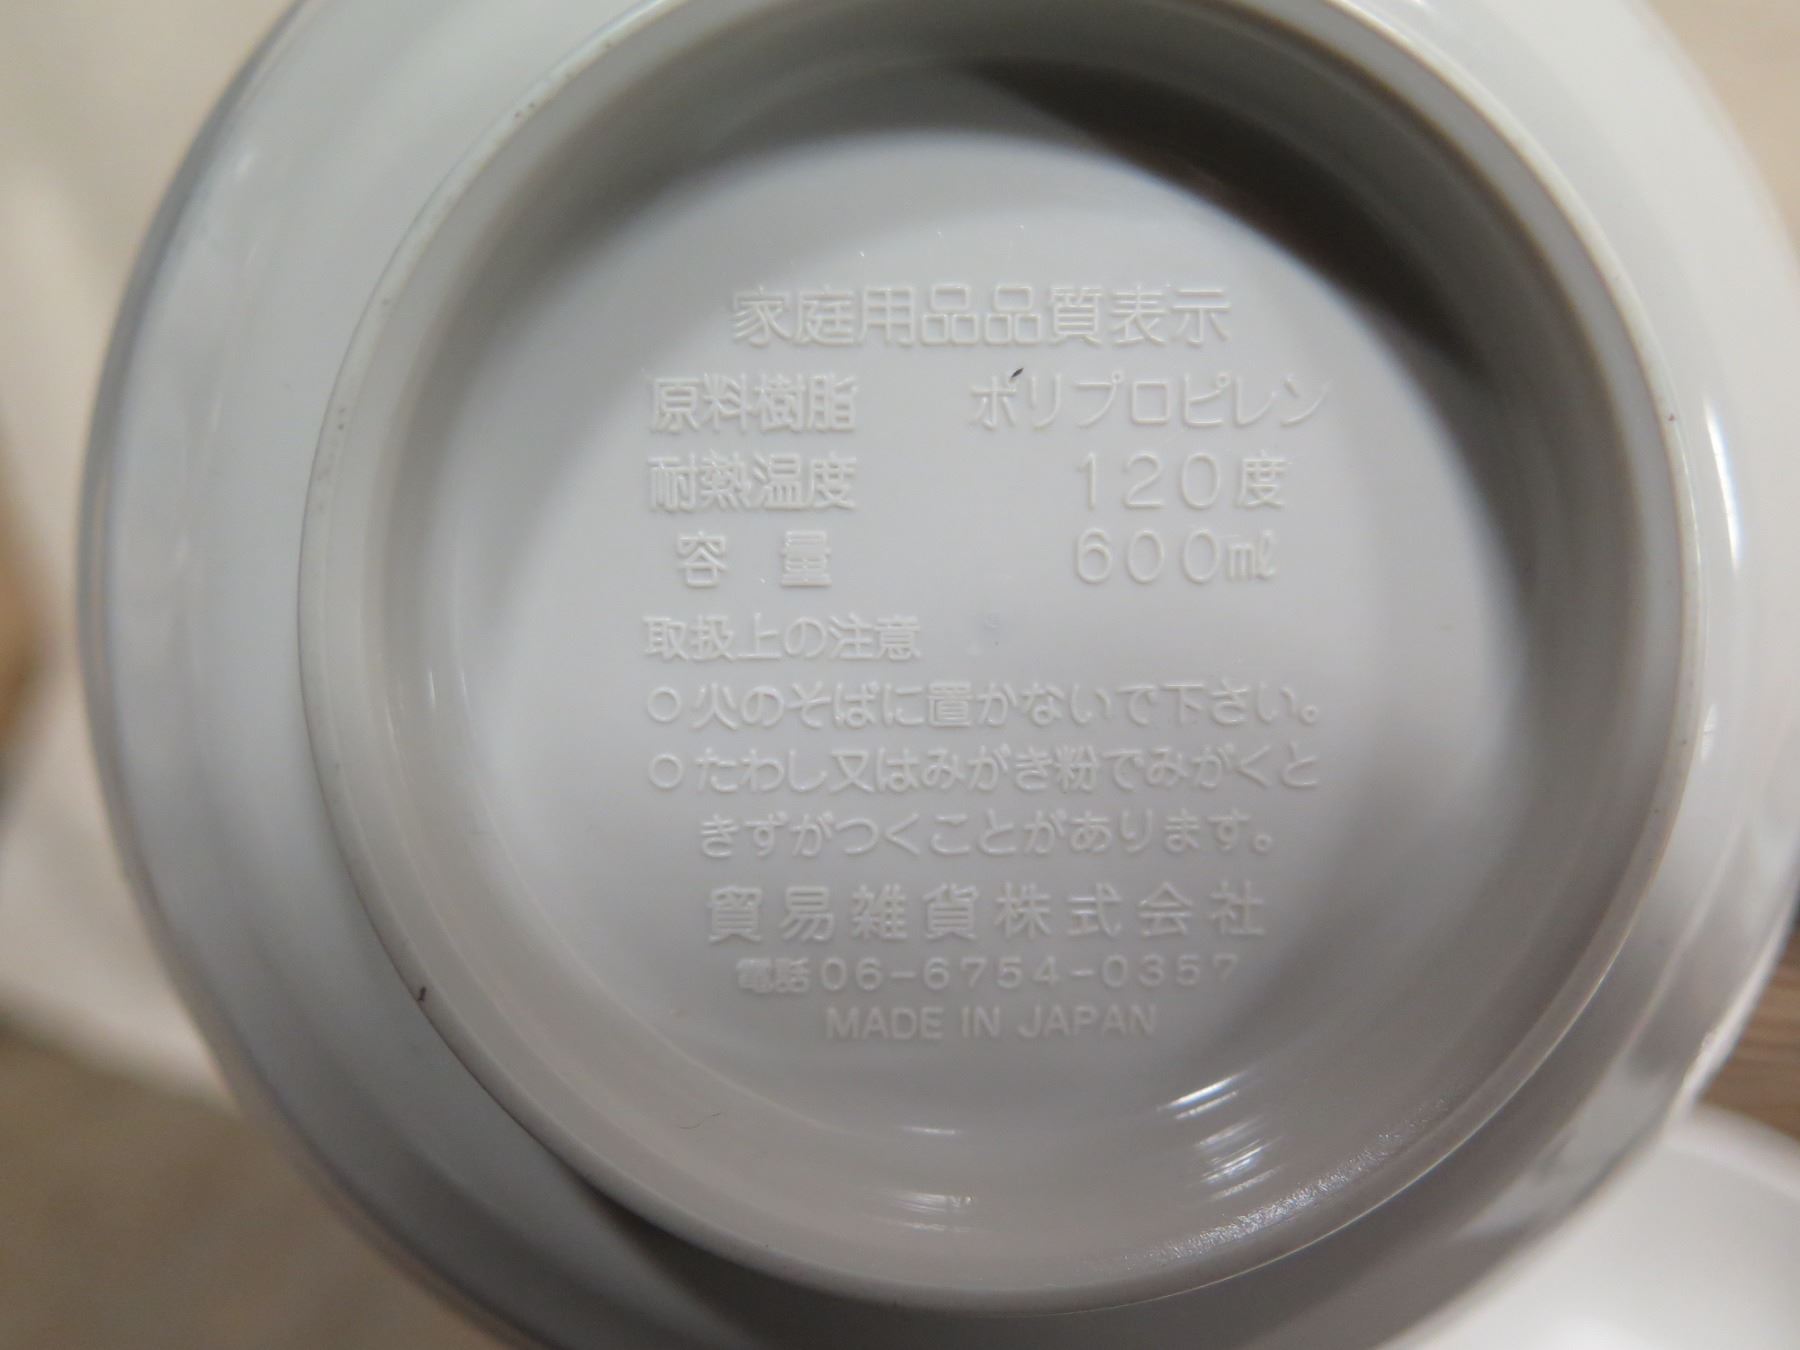 家庭用品品質表示
原料樹脂 ポリプロピレン
耐熱温度 120度
容量 600㎖
取扱上の注意
○火のそばに置かないで下さい。
○たわし又はみがき粉でみがくと
きずがつくことがあります。
貿易雑貨株式会社
電話06-6754-0357
MADE IN JAPAN